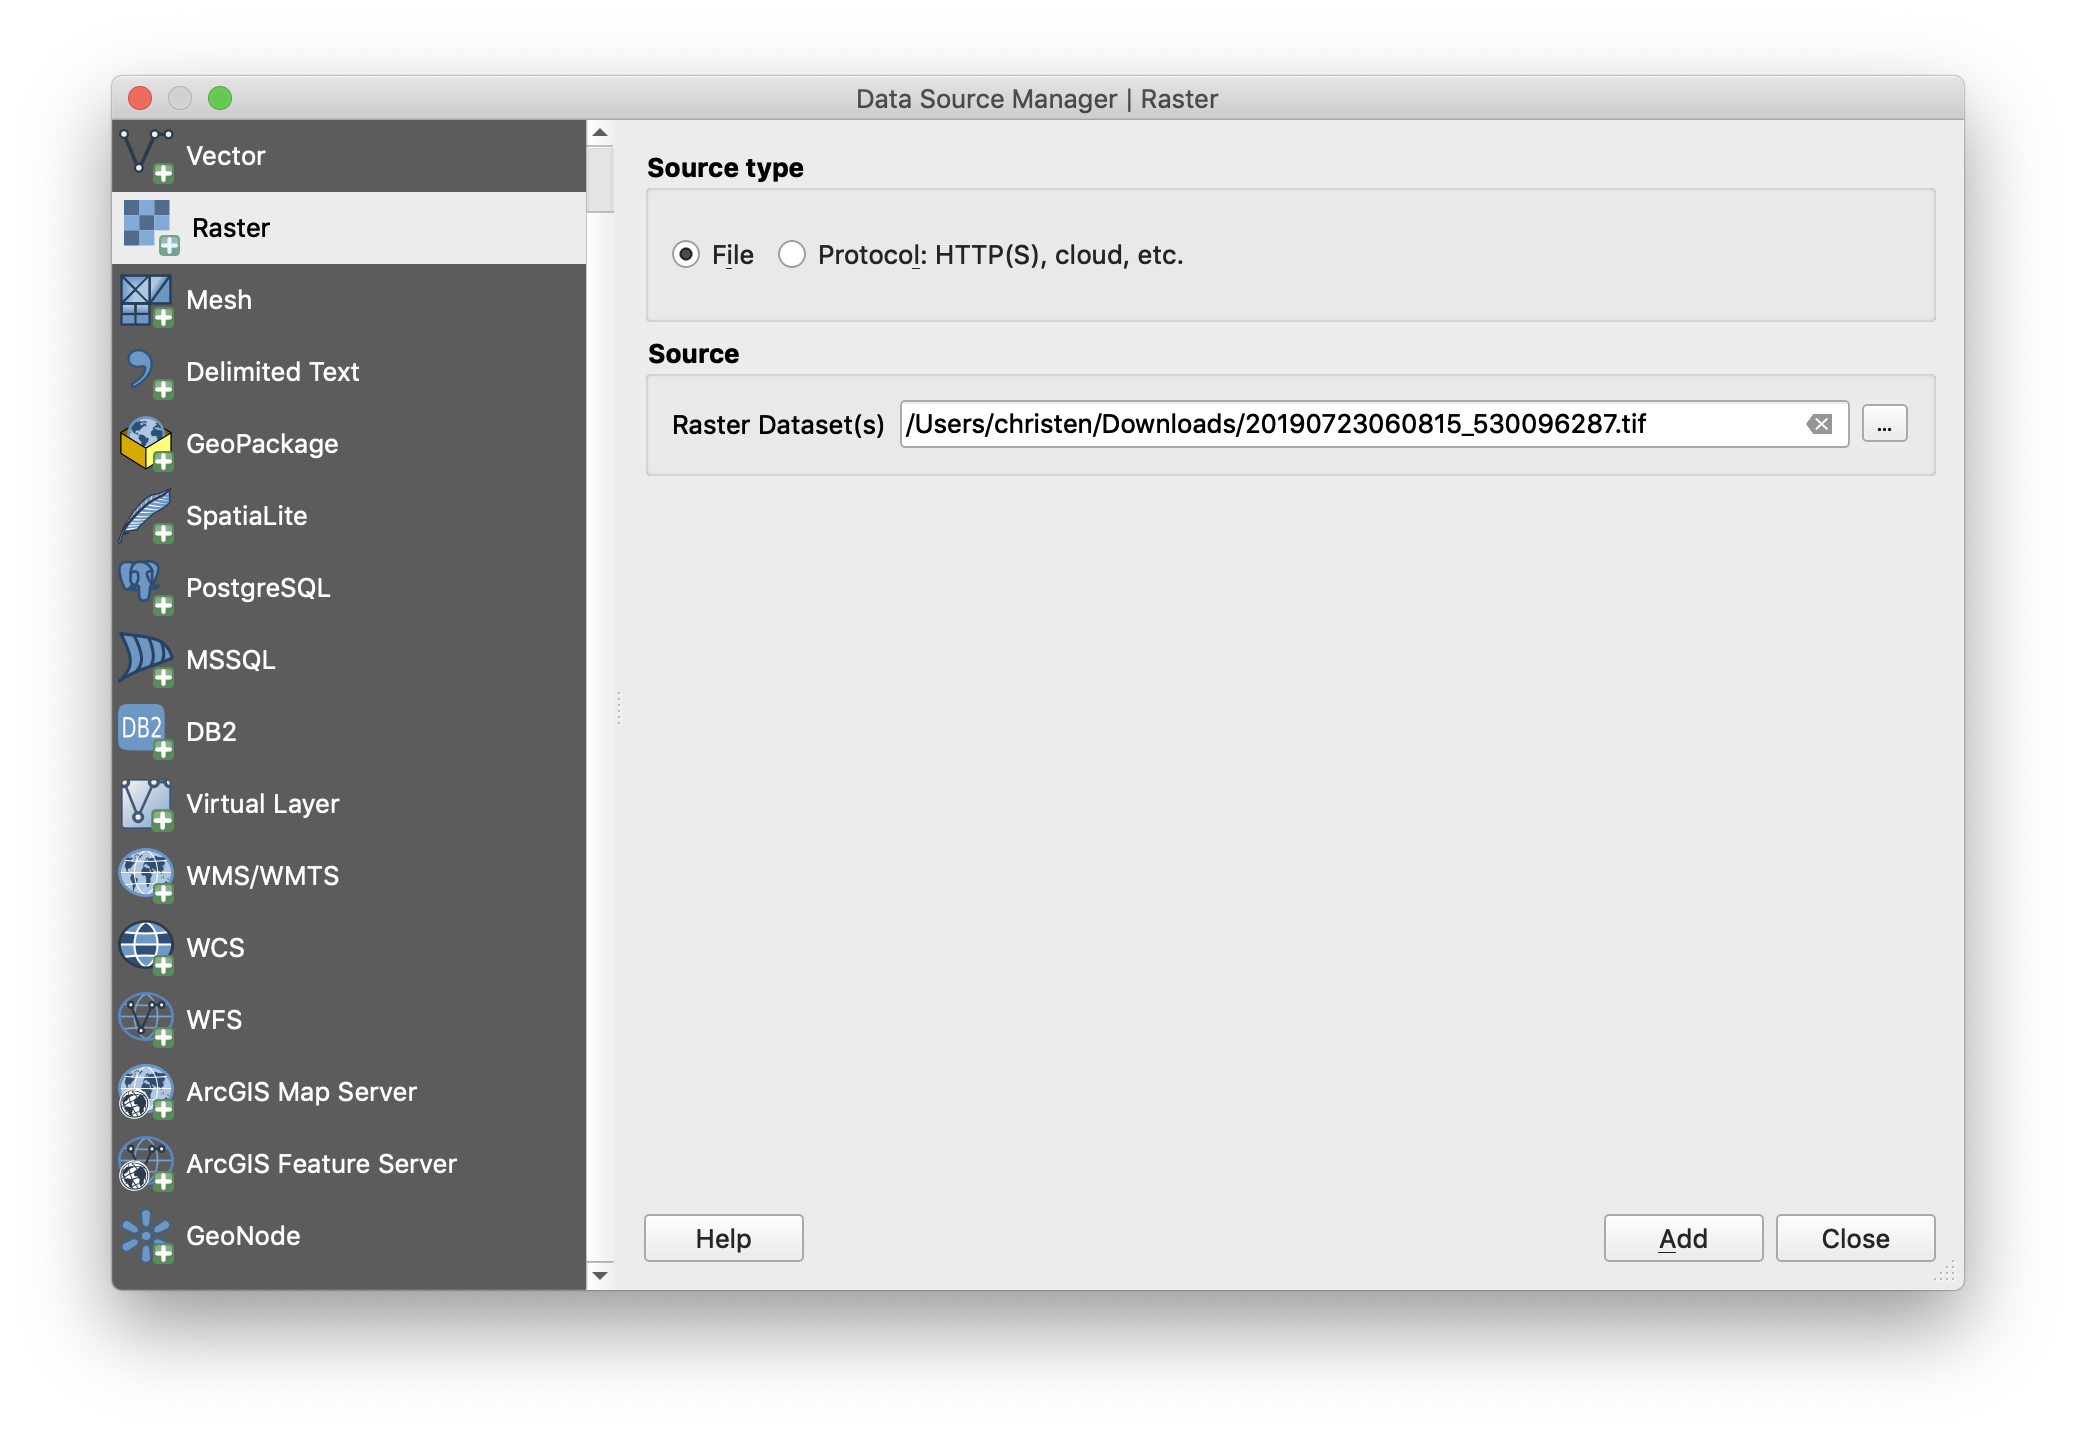 Data Source Manager | Raster
Vector
Raster
Mesh
Delimited Text
GeoPackage
SpatiaLite
PostgreSQL
MSSQL
DB2
DB2
Virtual Layer
WMS/WMTS
WCS
WFS
ArcGIS Map Server
ArcGIS Feature Server
GeoNode
Source type
File
Protocol: HTTP(S), cloud, etc.
Source
Raster Dataset(s) /Users/christen/Downloads/20190723060815_530096287.tif ...
Help
Add
Close